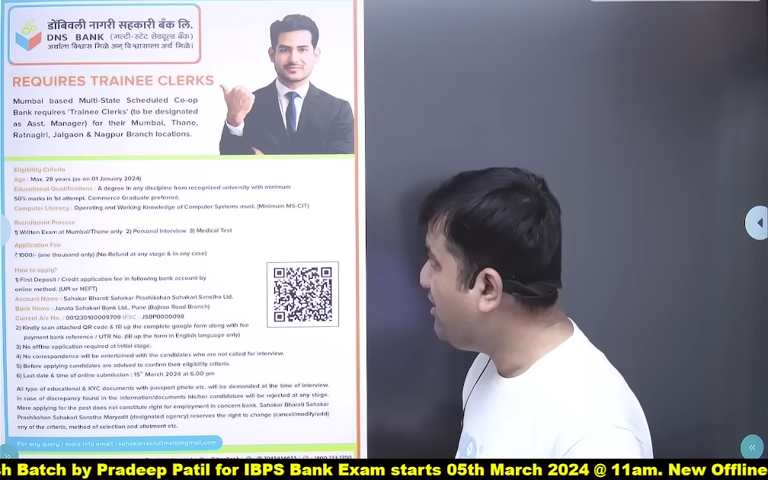 डोंबिवली नागरी सहकारी बँक लि.
DNS BANK (मल्टी-स्टेट शेड्यूल्ड बँक)
अर्थाला विश्वास मिळे अन् विश्वासाला अर्थ मिळे।
REQUIRES TRAINEE CLERKS
Mumbai based Multi-State Scheduled Co-op
Bank requires 'Trainee Clerks' (to be designated
as Asst. Manager) for their Mumbai, Thane,
Ratnagiri, Jalgaon & Nagpur Branch locations.
Eligibility Criteria
Age : Max. 28 years (as on 01 January 2024)
Educational Qualifications : A degree in any discipline from recognized university with minimum
50% marks in 1st attempt. Commerce Graduate preferred.
Computer Literacy : Operating and Working Knowledge of Computer Systems must. (Minimum MS-CIT)
Recruitment Process
1) Written Exam at Mumbai/Thane only 2) Personal Interview 3) Medical Test
Application Fee
₹ 1000/- (one thousand only) (No-Refund at any stage & in any case)
How to apply?
1) First Deposit / Credit application fee in following bank account by
online method. (UPI or NEFT)
Account Name : Sahakar Bharati Sahakar Prashikshan Sahakari Sanstha Ltd.
Bank Name : Janata Sahakari Bank Ltd., Pune (Bajiroo Road Branch)
Current A/c No : 001230100009709 IFSC : JSBP0000098
2) Kindly scan attached QR code & fill up the complete google form along with fee
payment bank reference / UTR No. (fill up the form in English language only)
3) No offline application required at initial stage.
4) No correspondence will be entertained with the candidates who are not called for interview.
5) Before applying candidates are advised to confirm their eligibility criteria.
6) Last date & time of online submission : 15th March 2024 at 6.00 pm
All type of educational & KYC documents with passport photo etc. will be demanded at the time of interview.
In case of discrepancy found in the information/documents his/her candidature will be rejected at any stage.
Mere applying for the post does not constitute right for employment in concern bank. Sahakar Bharati Sahakar
Prashikshan Sahakari Sanstha Maryadit (designated agency) reserves the right to change (cancel/modify/add)
any of the criteria, method of selection and allotment etc.
For any query / more info email : sahakarrecruitment@gmail.com
sh Batch by Pradeep Patil for IBPS Bank Exam starts 05th March 2024 @ 11am. New Offline